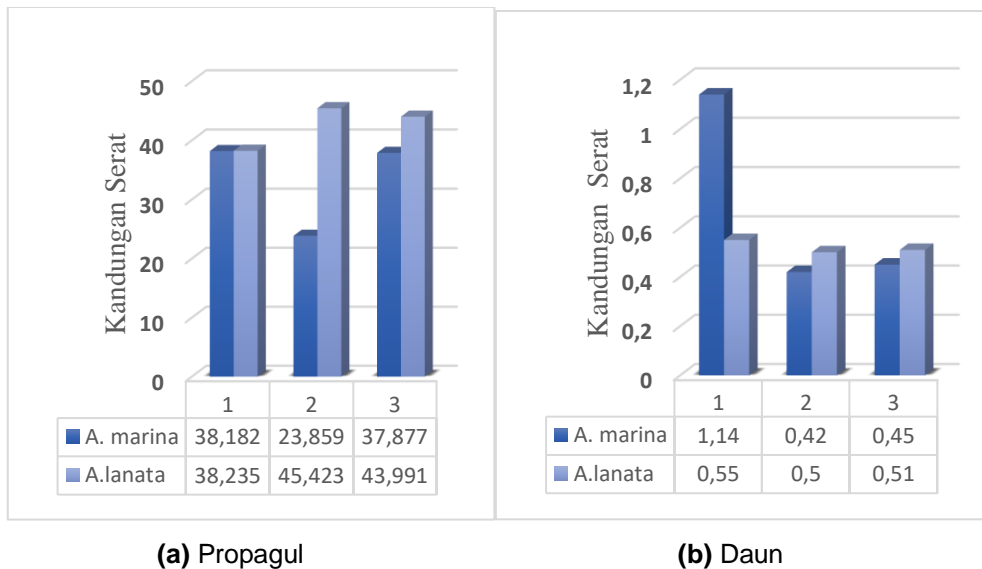 Kandungan Serat
50
40
30
20
10
0
1 2 3
A. marina 38,182 23,859 37,877
A.lanata 38,235 45,423 43,991
(a) Propagul
Kandungan Serat
1,2
1
0,8
0,6
0,4
0,2
0
1 2 3
A. marina 1,14 0,42 0,45
A.lanata 0,55 0,5 0,51
(b) Daun